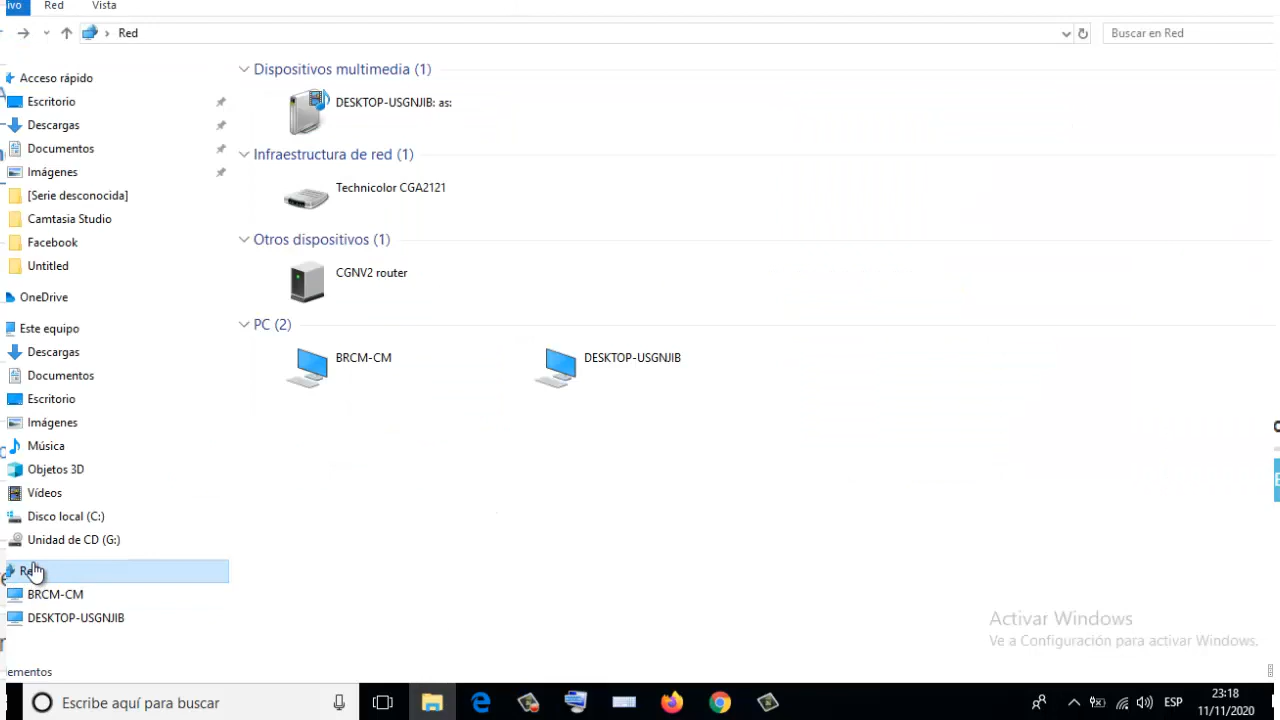 ivo Red Vista
Red
Buscar en Red
Acceso rápido
Escritorio
Descargas
Documentos
Imágenes
[Serie desconocida]
Camtasia Studio
Facebook
Untitled
OneDrive
Este equipo
Descargas
Documentos
Escritorio
Imágenes
Música
Objetos 3D
Vídeos
Disco local (C:)
Unidad de CD (G:)
Red
BRCM-CM
DESKTOP-USGNJIB
ementos
Dispositivos multimedia (1)
DESKTOP-USGNJIB: as:
Infraestructura de red (1)
Technicolor CGA2121
Otros dispositivos (1)
CGNV2 router
PC (2)
BRCM-CM
DESKTOP-USGNJIB
Activar Windows
Ve a Configuración para activar Windows.
Escribe aquí para buscar
ESP
23:18
11/11/2020